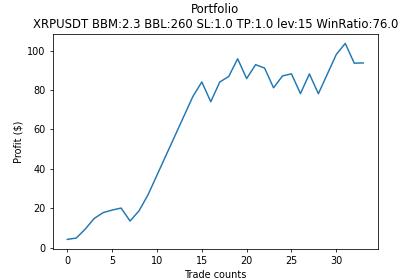 Portfolio
XRPUSDT BBM:2.3 BBL:260 SL:1.0 TP:1.0 lev:15 WinRatio:76.0
100
80
60
40
20
0
Profit ($)
0 5 10 15 20 25 30
Trade counts